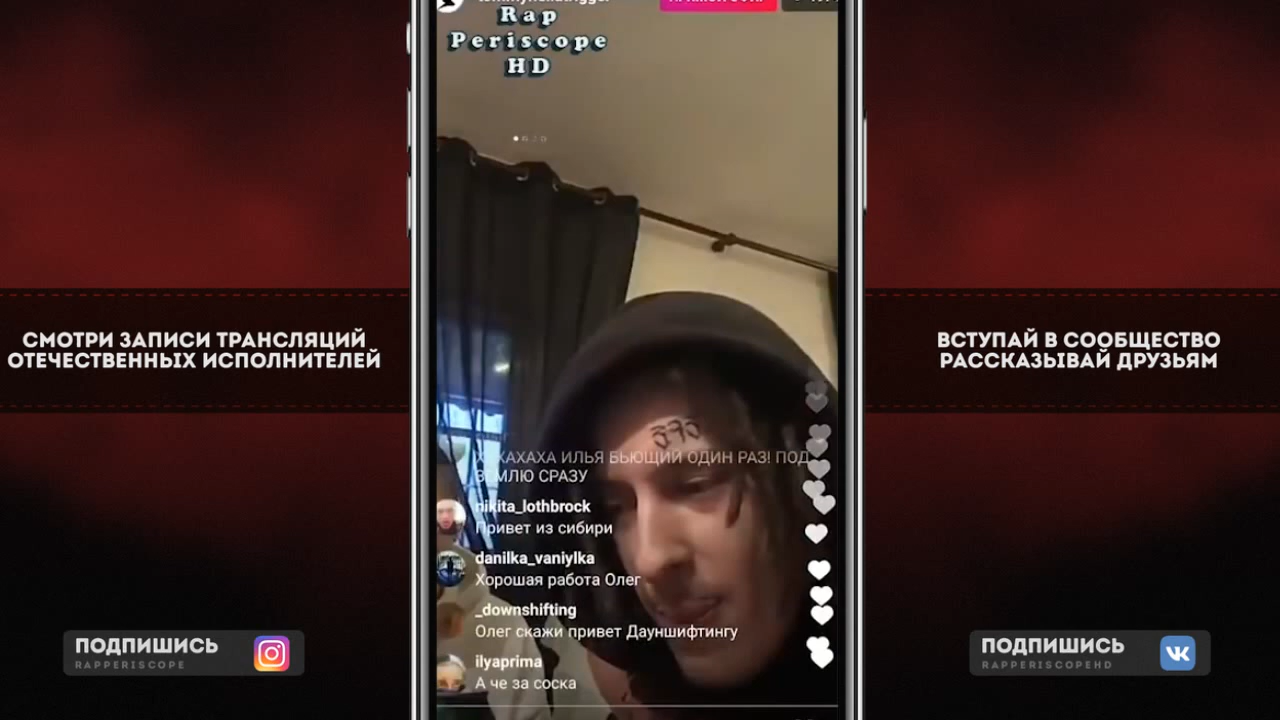 Rap
Periscope
HD
СМОТРИ ЗАПИСИ ТРАНСЛЯЦИЙ
ОТЕЧЕСТВЕННЫХ ИСПОЛНИТЕЛЕЙ
ВСТУПАЙ В СООБЩЕСТВО
РАССКАЗЫВАЙ ДРУЗЬЯМ
ИЛЬЯ БЬЮЩИЙ ОДИН РАЗ! ПОД
ЗЕМЛЮ СРАЗУ
nikita_lothbrock
Привет из сибири
danilka_vaniylka
Хорошая работа Олег
_downshifting
Олег скажи привет Дауншифтингу
ilyaprima
А че за соска
ПОДПИШИСЬ
RAPPERISCOPE
ПОДПИШИСЬ
RAPPERISCOPEHD